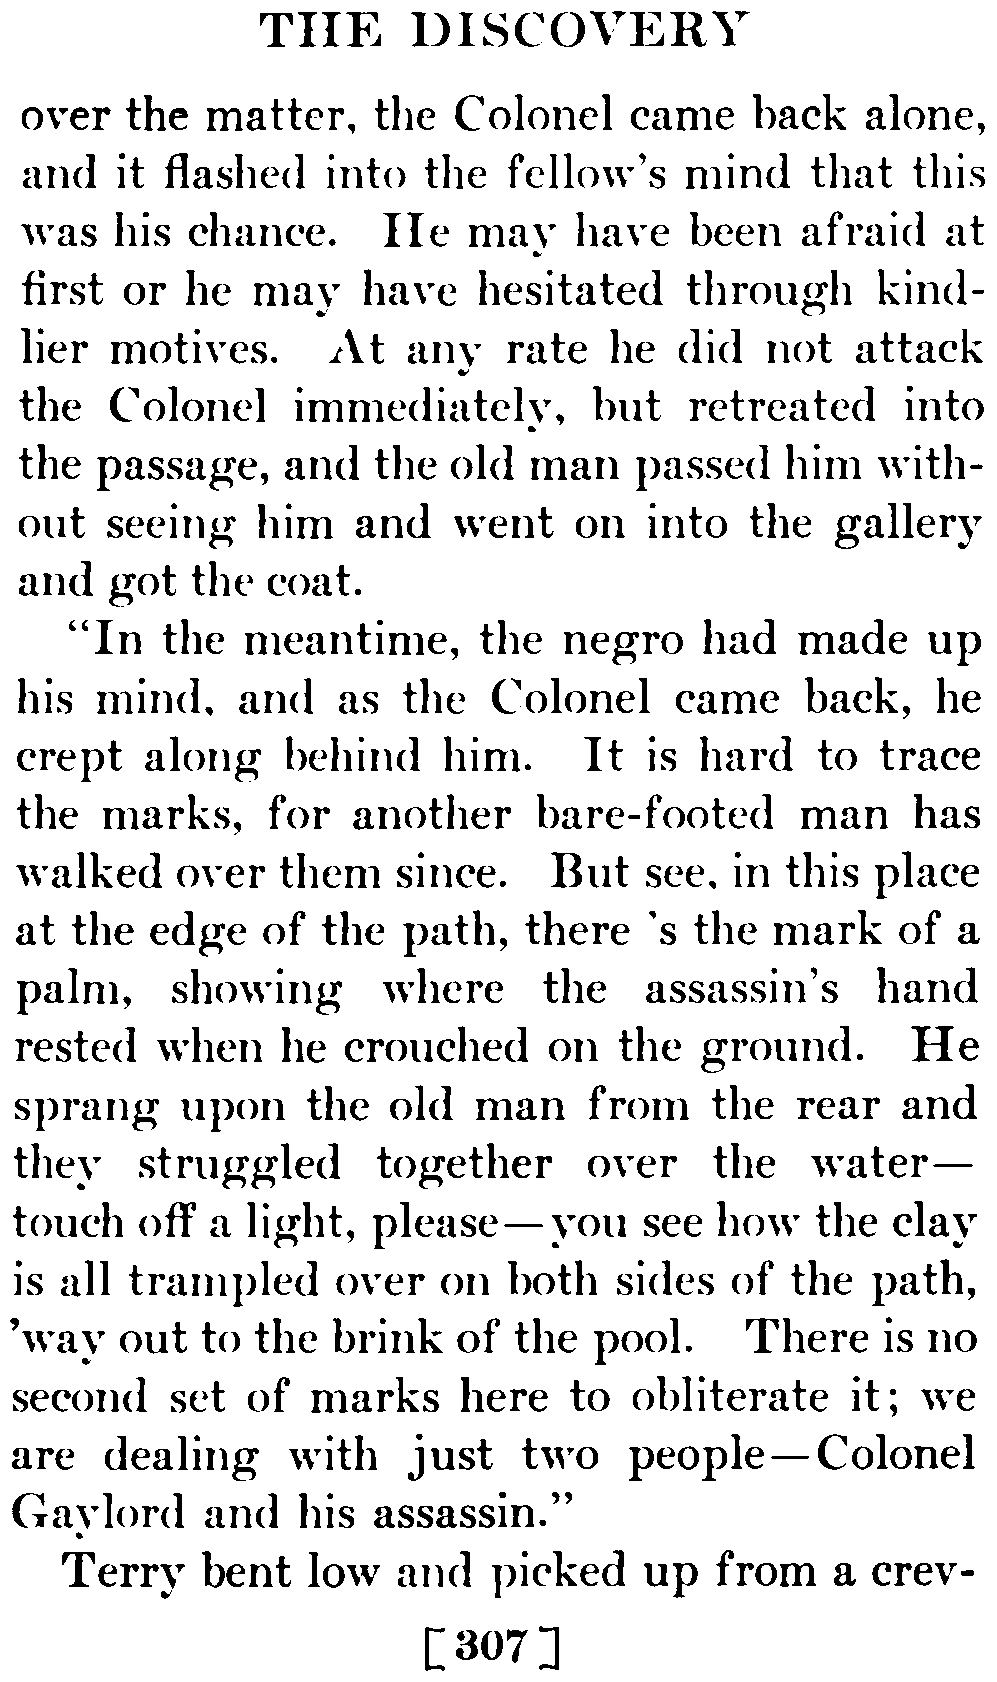 THE DISCOVERY
over the matter, the Colonel came back alone,
and it flashed into the fellow's mind that this
was his chance. He may have been afraid at
first or he may have hesitated through kind-
lier motives. At any rate he did not attack
the Colonel immediately, but retreated into
the passage, and the old man passed him with-
out seeing him and went on into the gallery
and got the coat.
"In the meantime, the negro had made up
his mind, and as the Colonel came back, he
crept along behind him. It is hard to trace
the marks, for another bare-footed man has
walked over them since. But see, in this place
at the edge of the path, there 's the mark of a
palm, showing where the assassin's hand
rested when he crouched on the ground. He
sprang upon the old man from the rear and
they struggled together over the water—
touch off a light, please—you see how the clay
is all trampled over on both sides of the path,
'way out to the brink of the pool. There is no
second set of marks here to obliterate it; we
are dealing with just two people—Colonel
Gaylord and his assassin."
Terry bent low and picked up from a crev-
[307]